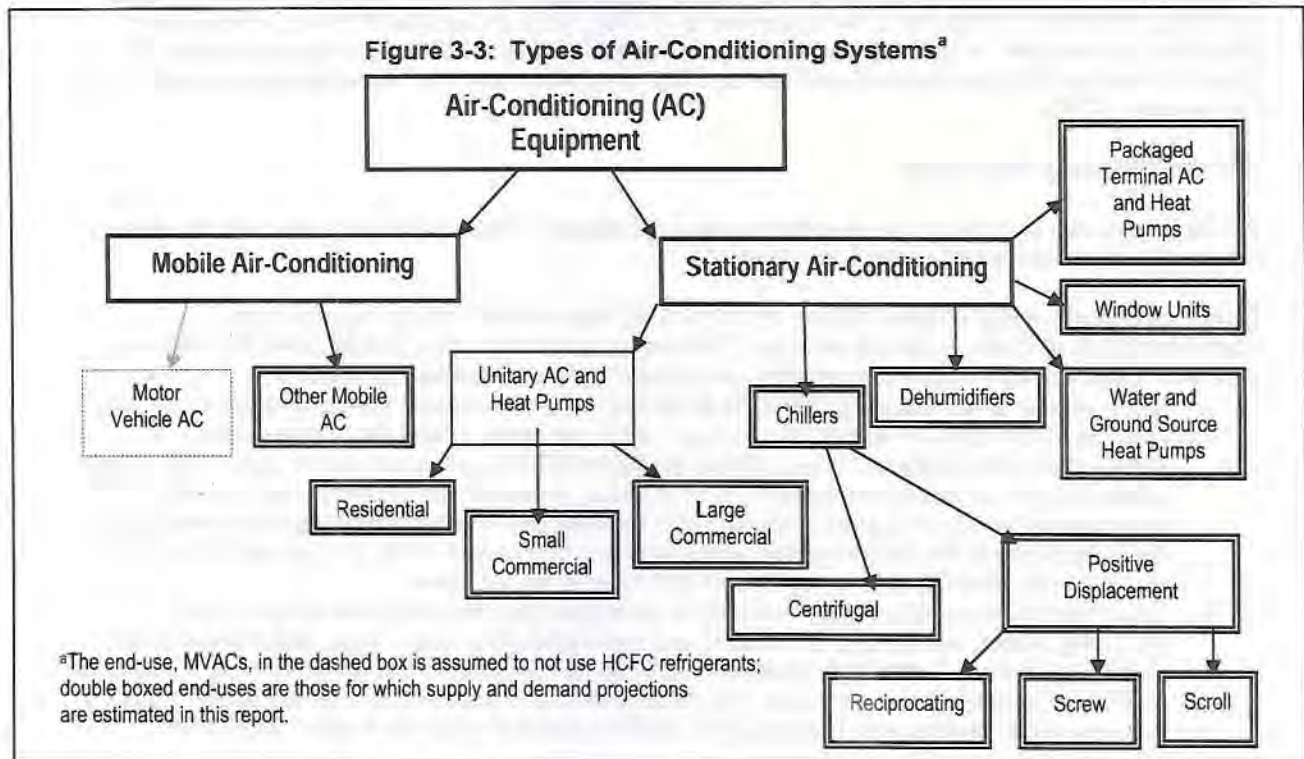 Figure 3-3: Types of Air-Conditioning Systemsᵃ
Air-Conditioning (AC)
Equipment
Packaged
Terminal AC
and Heat
Pumps
Mobile Air-Conditioning
Stationary Air-Conditioning
Window Units
Motor
Vehicle AC
Other Mobile
AC
Unitary AC and
Heat Pumps
Chillers
Dehumidifiers
Water and
Ground Source
Heat Pumps
Residential
Small
Commercial
Large
Commercial
Centrifugal
Positive
Displacement
Reciprocating
Screw
Scroll
ᵃThe end-use, MVACs, in the dashed box is assumed to not use HCFC refrigerants;
double boxed end-uses are those for which supply and demand projections
are estimated in this report.